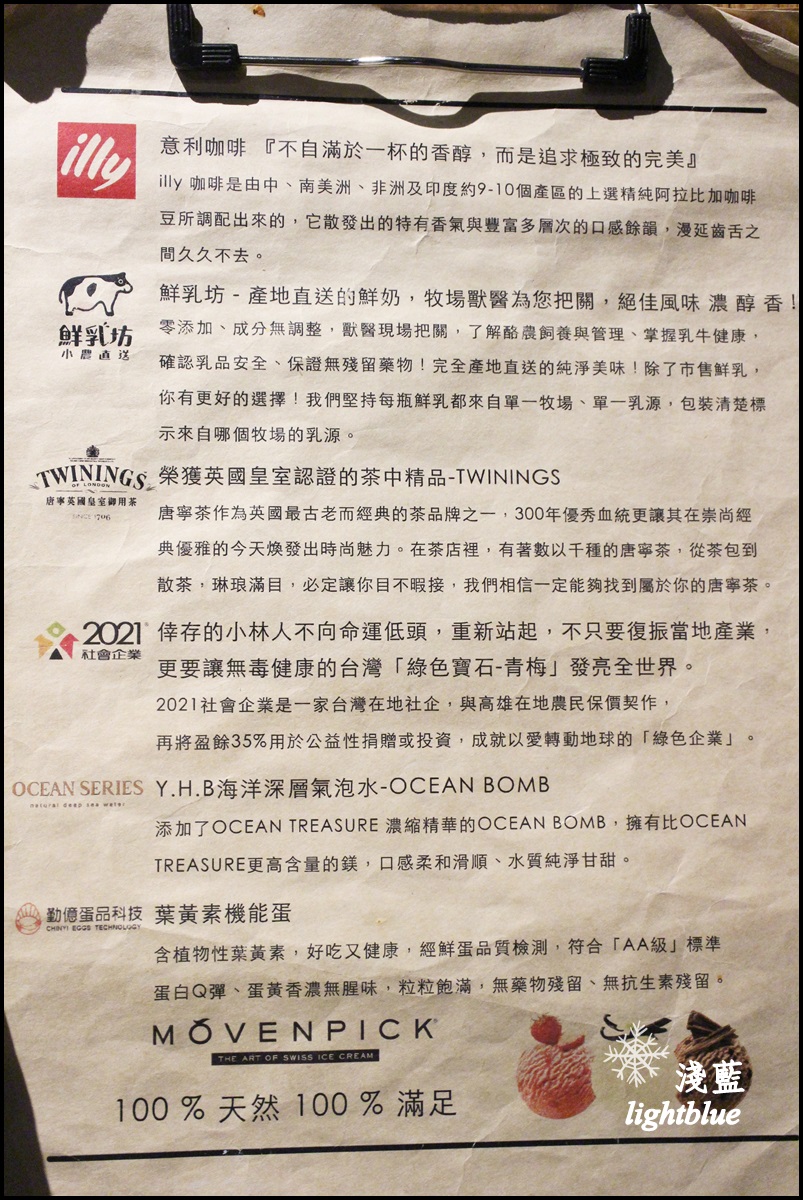 illy
意利咖啡 『不自滿於一杯的香醇，而是追求極致的完美』
illy 咖啡是由中、南美洲、非洲及印度約9-10個產區的上選精純阿拉比加咖啡
豆所調配出來的，它散發出的特有香氣與豐富多層次的口感餘韻，漫延齒舌之
間久久不去。
鮮乳坊
小農直送
鮮乳坊 - 產地直送的鮮奶，牧場獸醫為您把關，絕佳風味 濃 醇 香！
零添加、成分無調整，獸醫現場把關，了解酪農飼養與管理、掌握乳牛健康，
確認乳品安全、保證無殘留藥物！完全產地直送的純淨美味！除了市售鮮乳，
你有更好的選擇！我們堅持每瓶鮮乳都來自單一牧場、單一乳源，包裝清楚標
示來自哪個牧場的乳源。
TWININGS
OF LONDON
唐寧英國皇室御用茶
SINCE 1706
榮獲英國皇室認證的茶中精品-TWININGS
唐寧茶作為英國最古老而經典的茶品牌之一，300年優秀血統更讓其在崇尚經
典優雅的今天煥發出時尚魅力。在茶店裡，有著數以千種的唐寧茶，從茶包到
散茶，琳琅滿目，必定讓你目不暇接，我們相信一定能夠找到屬於你的唐寧茶。
2021
社會企業
倖存的小林人不向命運低頭，重新站起，不只要復振當地產業，
更要讓無毒健康的台灣「綠色寶石-青梅」發亮全世界。
2021社會企業是一家台灣在地社企，與高雄在地農民保價契作，
再將盈餘35%用於公益性捐贈或投資，成就以愛轉動地球的「綠色企業」。
OCEAN SERIES
natural deep sea water
Y.H.B海洋深層氣泡水-OCEAN BOMB
添加了OCEAN TREASURE 濃縮精華的OCEAN BOMB，擁有比OCEAN
TREASURE更高含量的鎂，口感柔和滑順、水質純淨甘甜。
勤億蛋品科技
CHINYI EGGS TECHNOLOGY
葉黃素機能蛋
含植物性葉黃素，好吃又健康，經鮮蛋品質檢測，符合「AA級」標準
蛋白Q彈、蛋黃香濃無腥味，粒粒飽滿，無藥物殘留、無抗生素殘留。
MÖVENPICK
THE ART OF SWISS ICE CREAM
100 % 天然 100 % 滿足
淺藍
lightblue